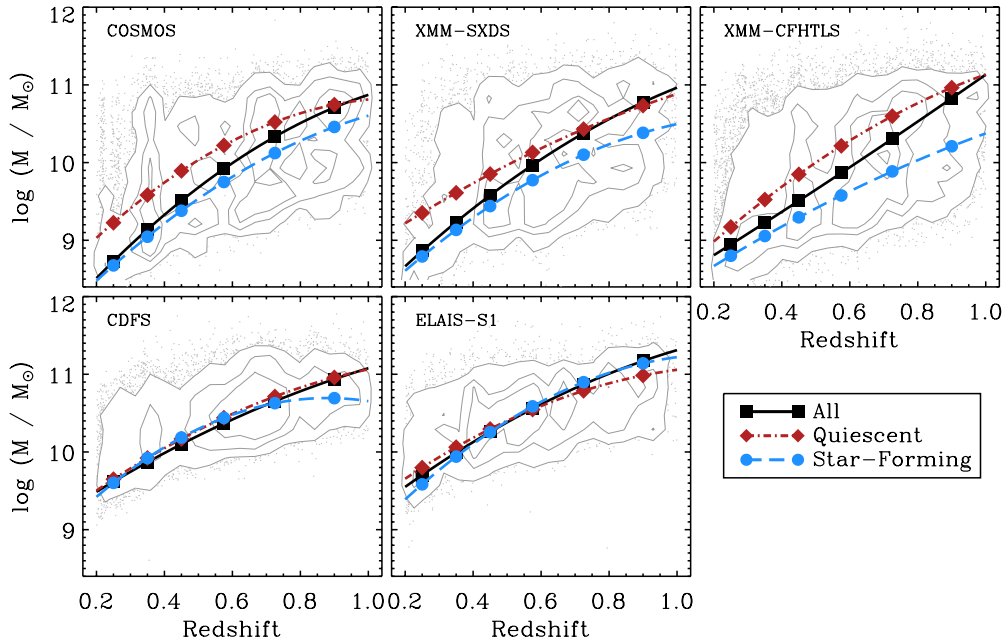 COSMOS
XMM-SXDS
XMM-CFHTLS
12
11
10
9
log (M / M⊙)
0.2 0.4 0.6 0.8 1.0
Redshift
CDFS
ELAIS-S1
12
11
10
9
log (M / M⊙)
0.2 0.4 0.6 0.8 1.0
Redshift
0.2 0.4 0.6 0.8 1.0
Redshift
All
Quiescent
Star-Forming